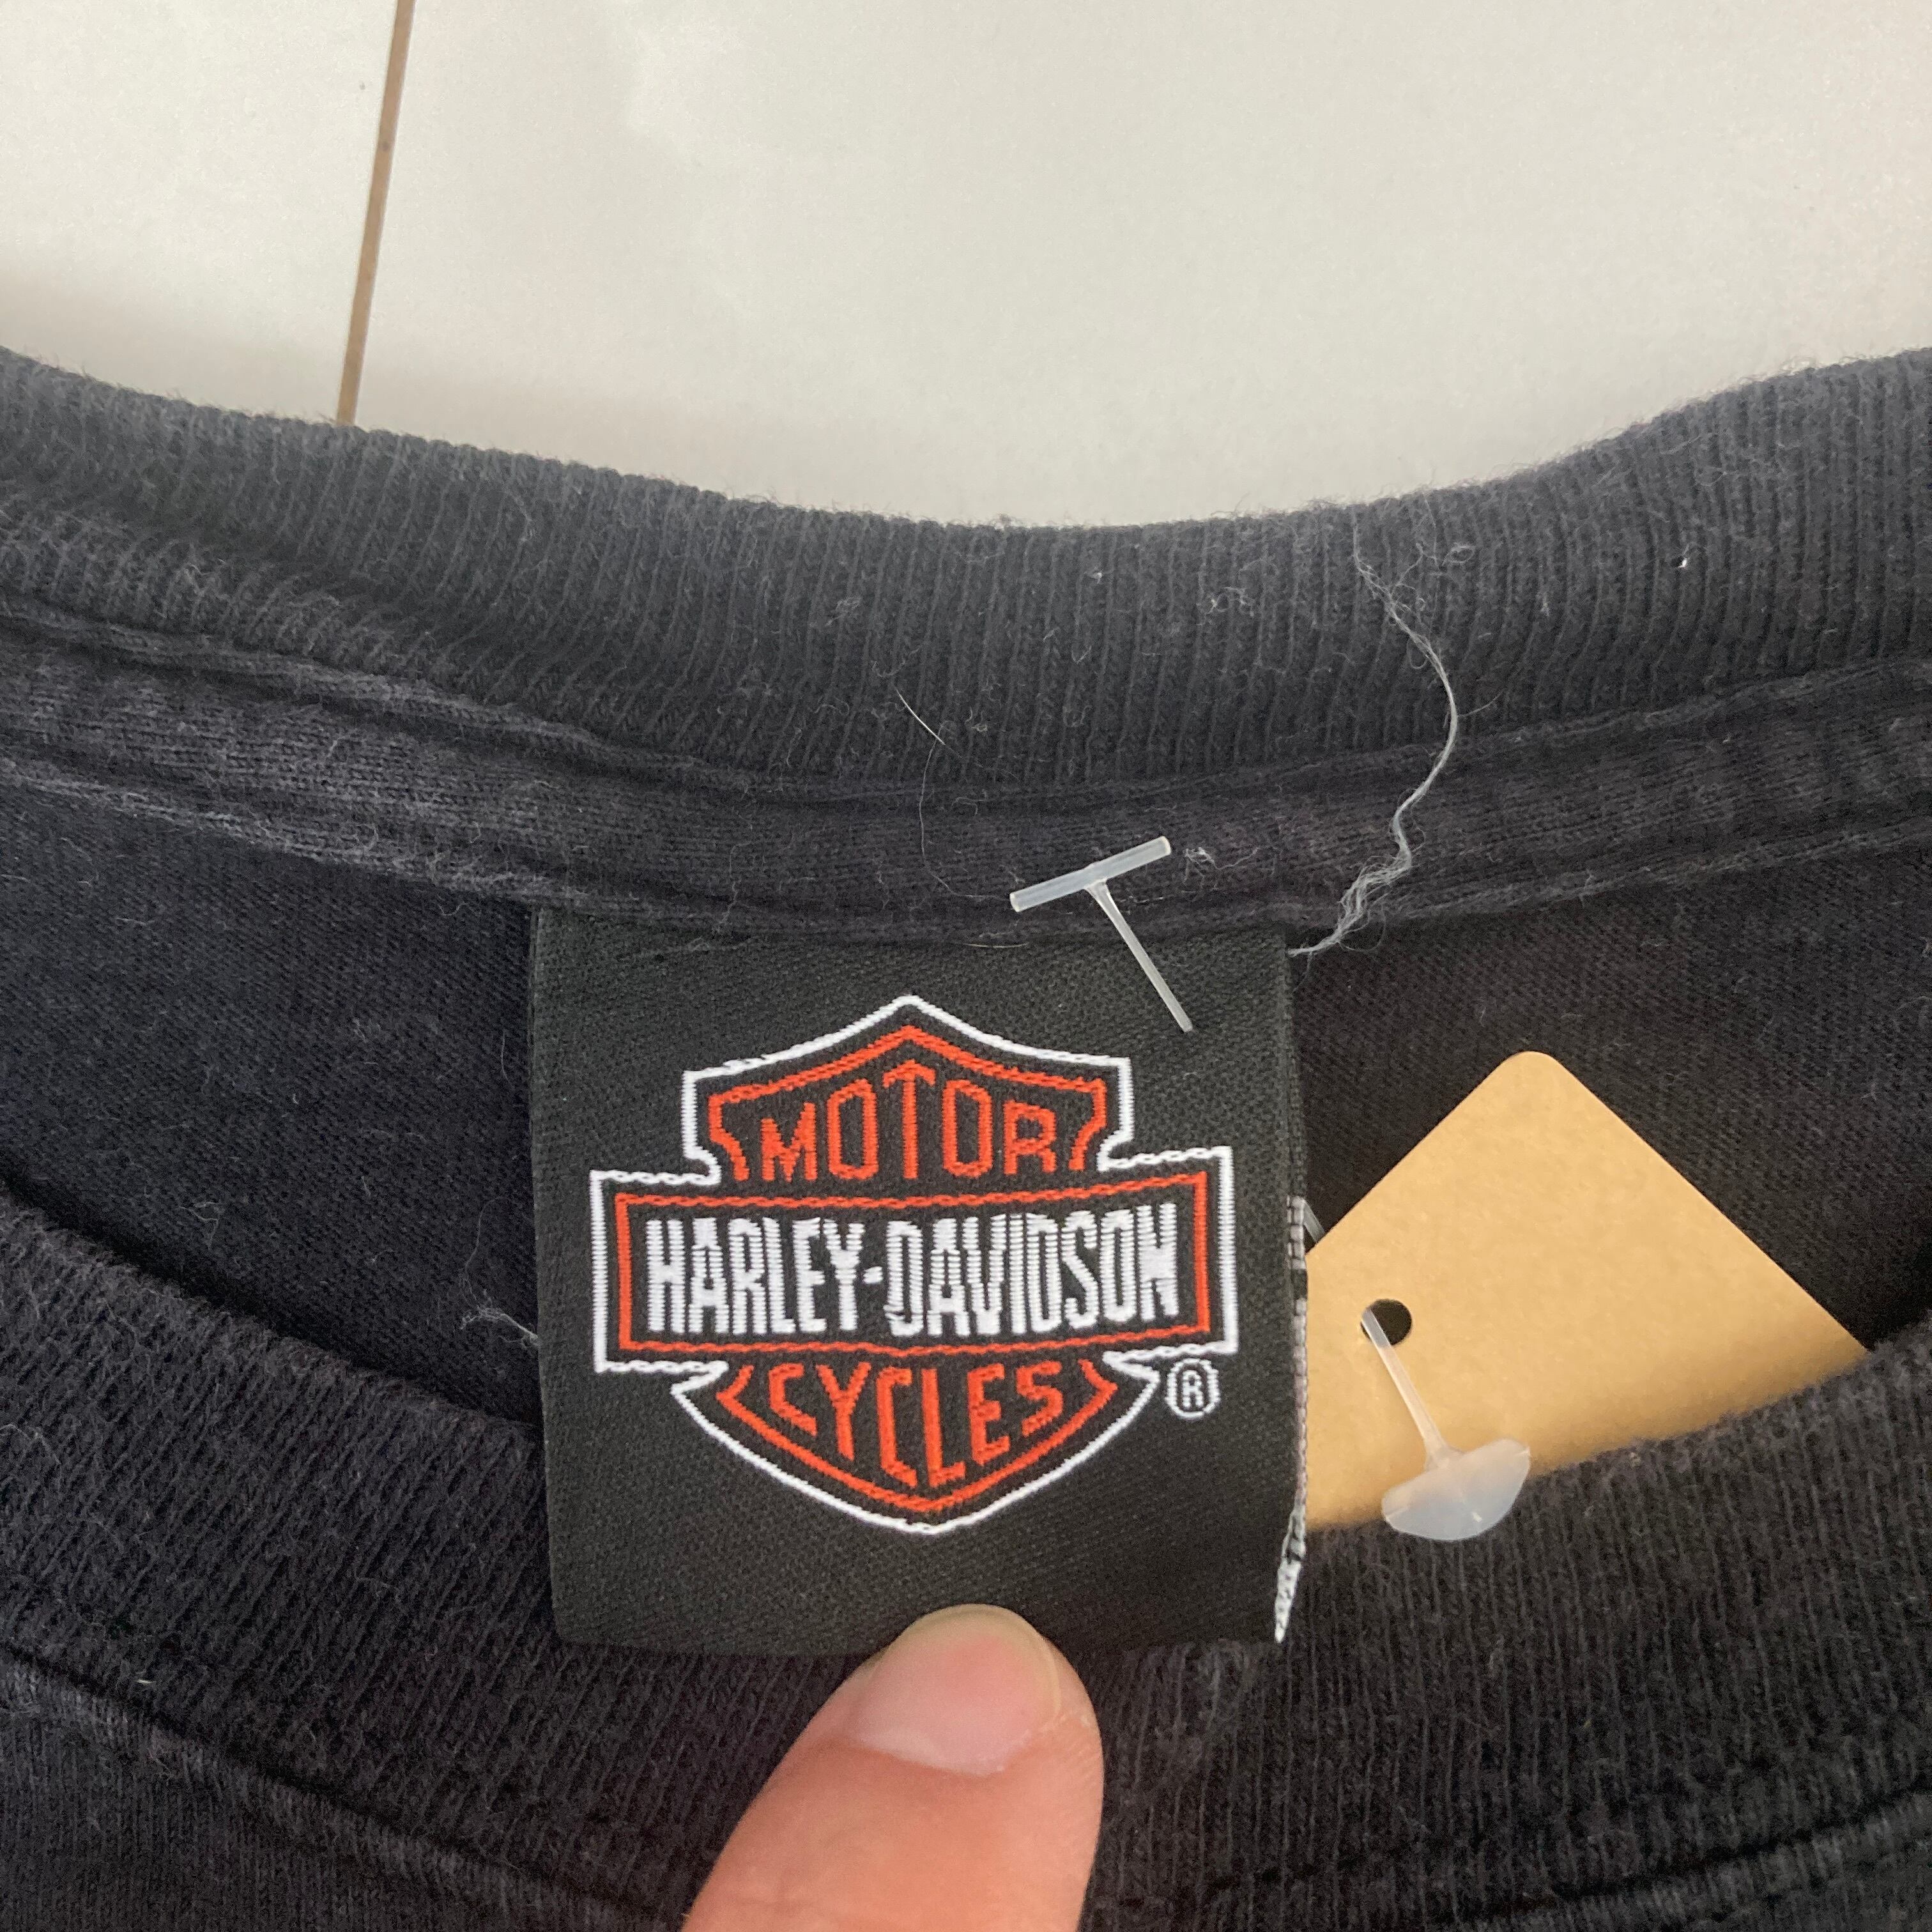 MOTOR
HARLEY-DAVIDSON
CYCLES
®